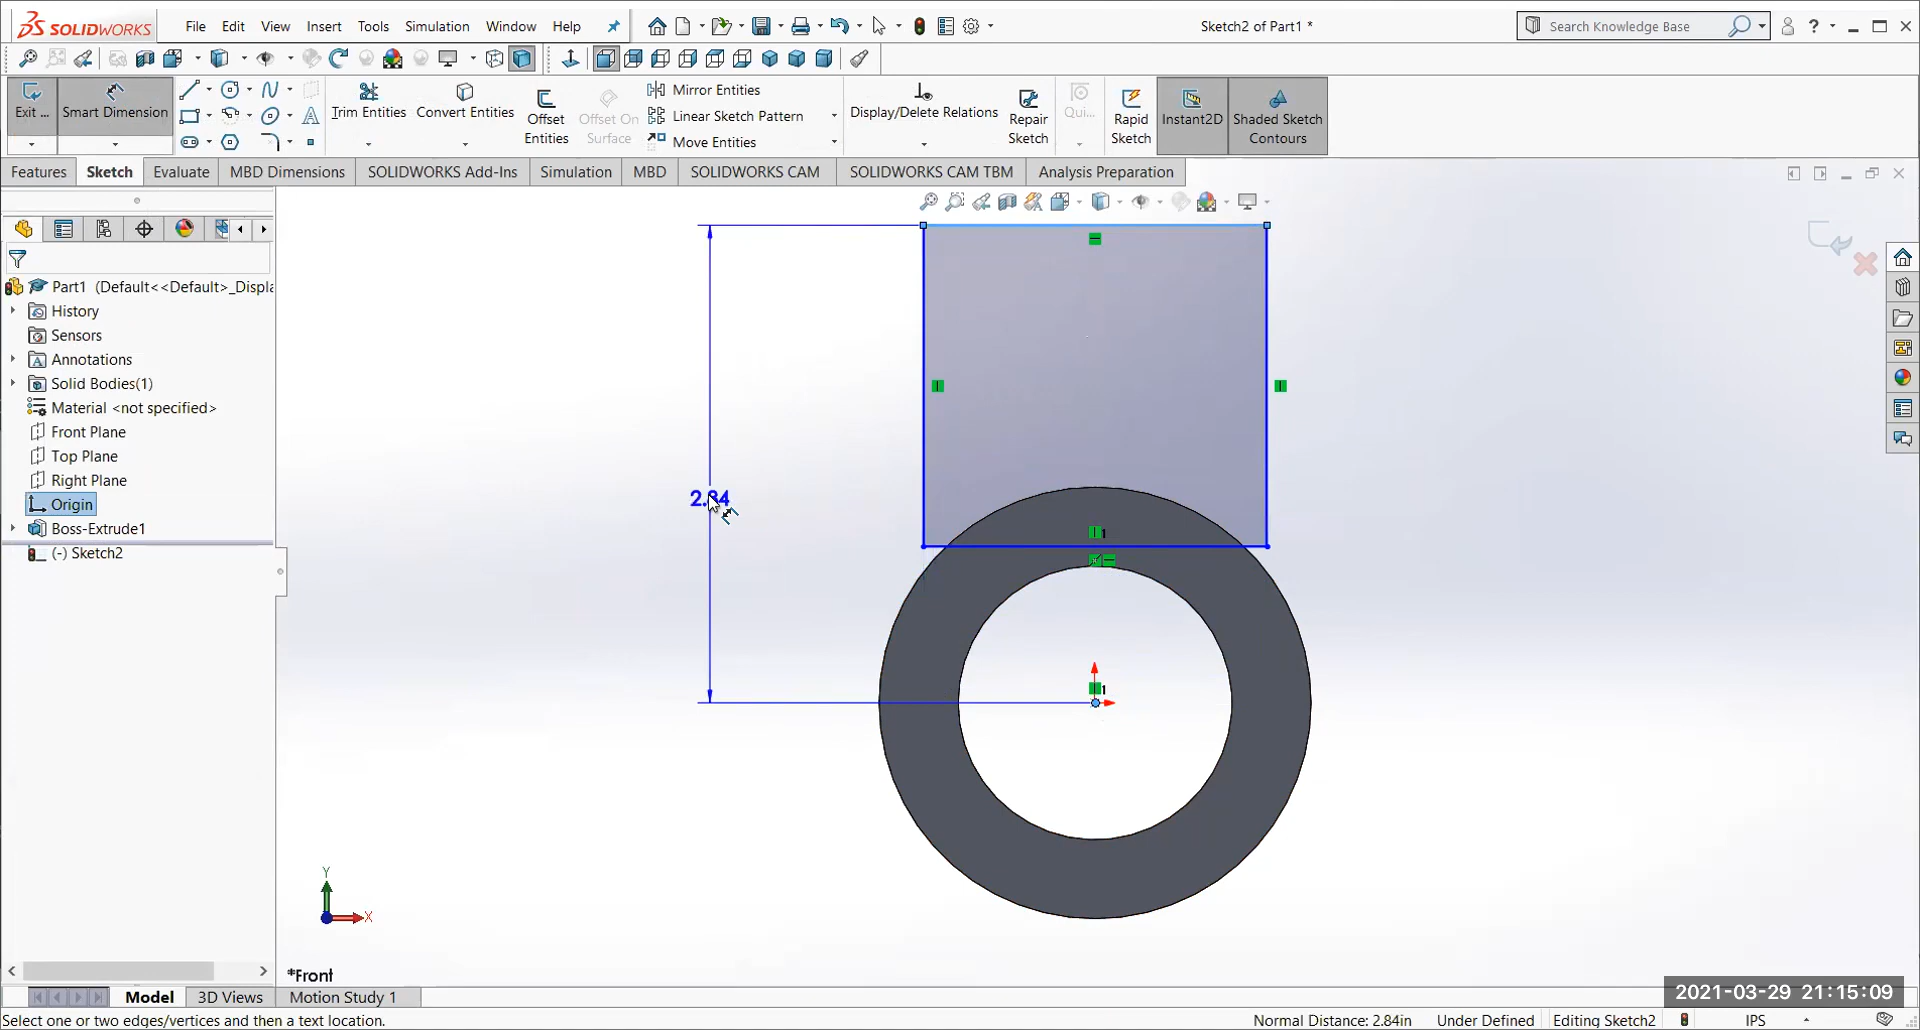 SOLIDWORKS
File Edit View Insert Tools Simulation Window Help
Sketch2 of Part1 *
Search Knowledge Base
Exit ...
Smart Dimension
Trim Entities
Convert Entities
Offset
Entities
Offset On
Surface
Mirror Entities
Linear Sketch Pattern
Move Entities
Display/Delete Relations
Repair
Sketch
Qui...
Rapid
Sketch
Instant2D
Shaded Sketch
Contours
Features Sketch Evaluate MBD Dimensions SOLIDWORKS Add-Ins Simulation MBD SOLIDWORKS CAM SOLIDWORKS CAM TBM Analysis Preparation
Part1 (Default<<Default>_Displa
History
Sensors
Annotations
Solid Bodies(1)
Material <not specified>
Front Plane
Top Plane
Right Plane
Origin
Boss-Extrude1
(-) Sketch2
2.84
1
1
Y
X
*Front
2021-03-29 21:15:09
Model 3D Views Motion Study 1
Select one or two edges/vertices and then a text location.
Normal Distance: 2.84in Under Defined Editing Sketch2 IPS